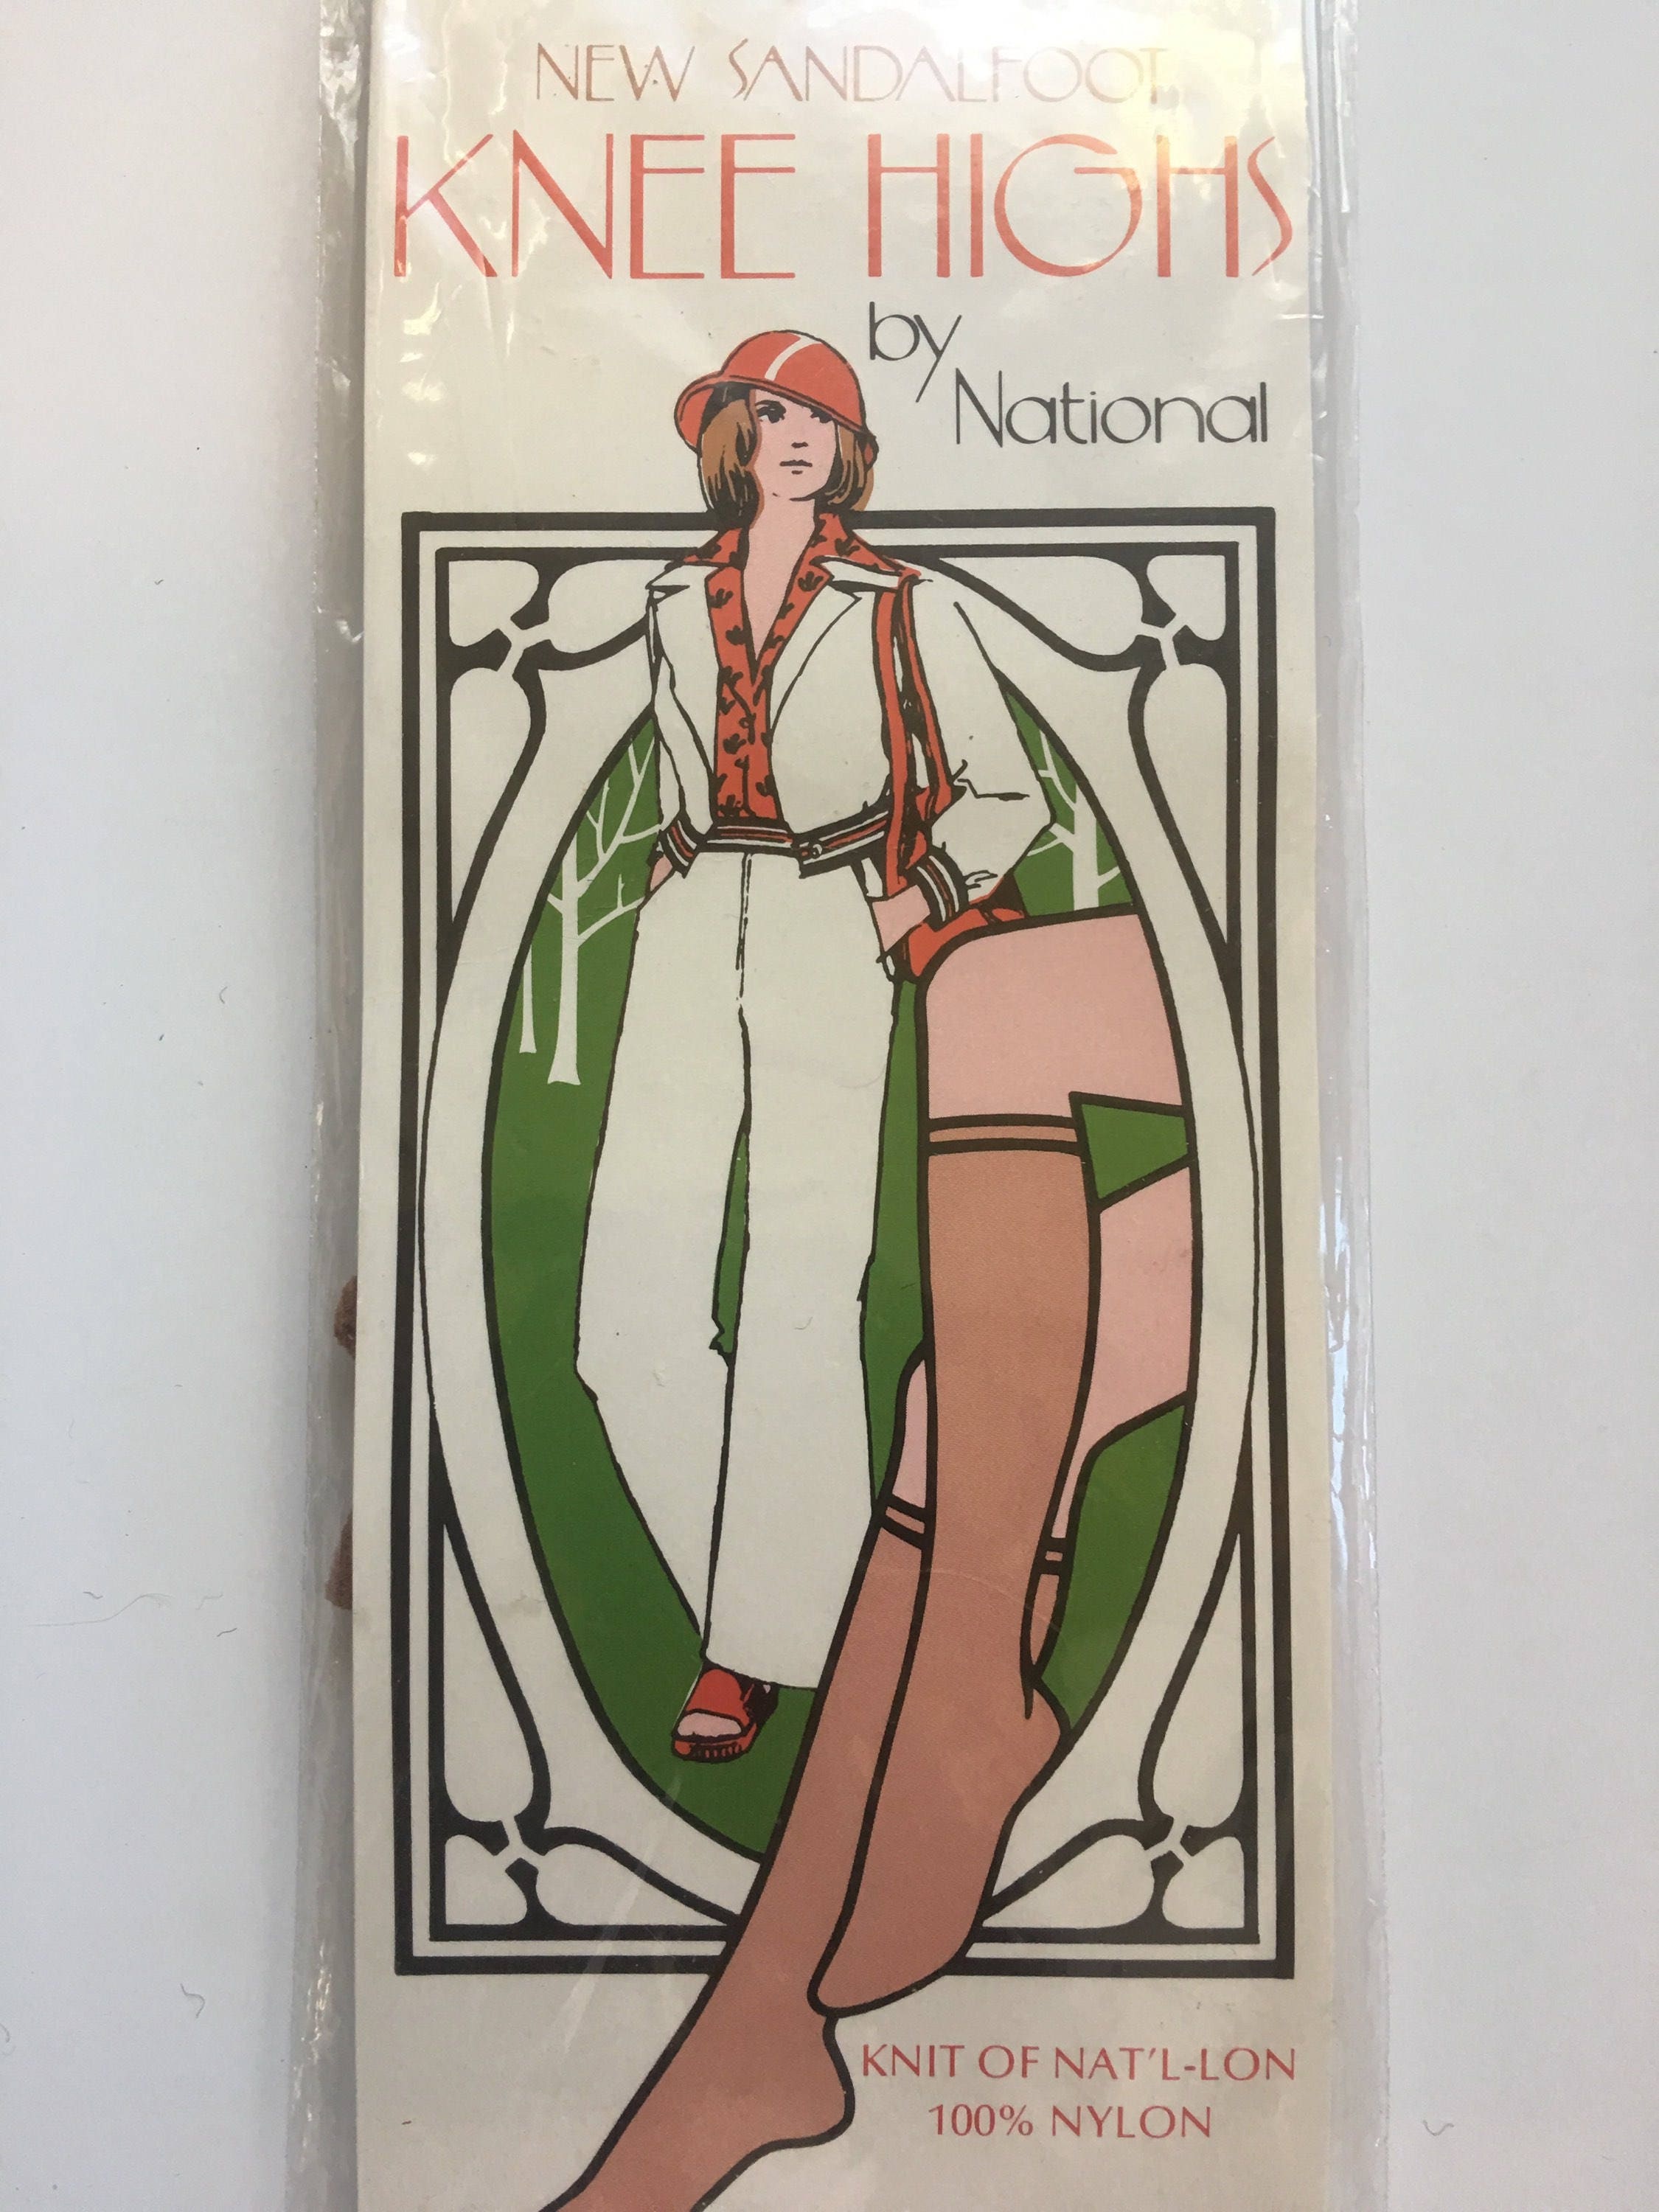 NEW SANDALFOOT
KNEE HIGHS
by
National
KNIT OF NAT'L-LON
100% NYLON